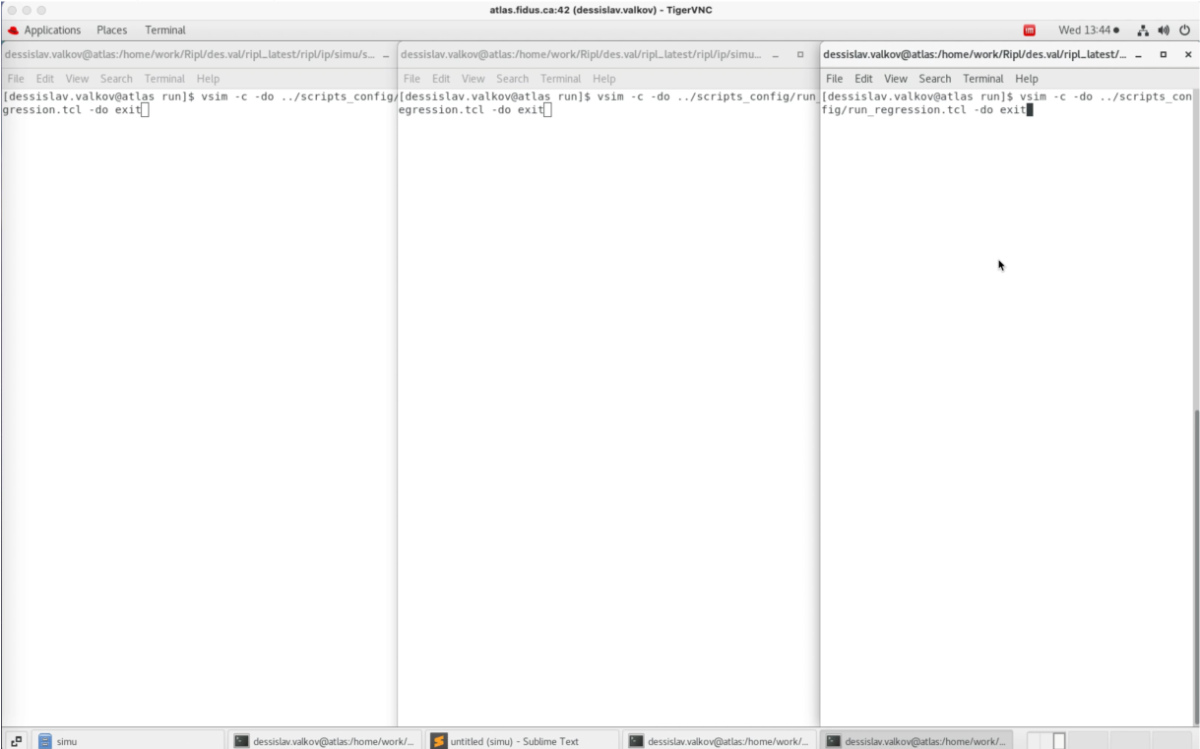 atlas.fidus.ca:42 (dessislav.valkov) - TigerVNC
Applications Places Terminal Wed 13:44
dessislav.valkov@atlas:/home/work/Ripl/des.val/ripl_latest/ripl/ip/simu/s...
File Edit View Search Terminal Help
[dessislav.valkov@atlas run]$ vsim -c -do ../scripts_config/
gression.tcl -do exit
dessislav.valkov@atlas:/home/work/Ripl/des.val/ripl_latest/ripl/ip/simu...
File Edit View Search Terminal Help
[dessislav.valkov@atlas run]$ vsim -c -do ../scripts_config/run_
egression.tcl -do exit
dessislav.valkov@atlas:/home/work/Ripl/des.val/ripl_latest/...
File Edit View Search Terminal Help
[dessislav.valkov@atlas run]$ vsim -c -do ../scripts_con
fig/run_regression.tcl -do exit
simu dessislav.valkov@atlas:/home/work/... untitled (simu) - Sublime Text dessislav.valkov@atlas:/home/work/... dessislav.valkov@atlas:/home/work/...